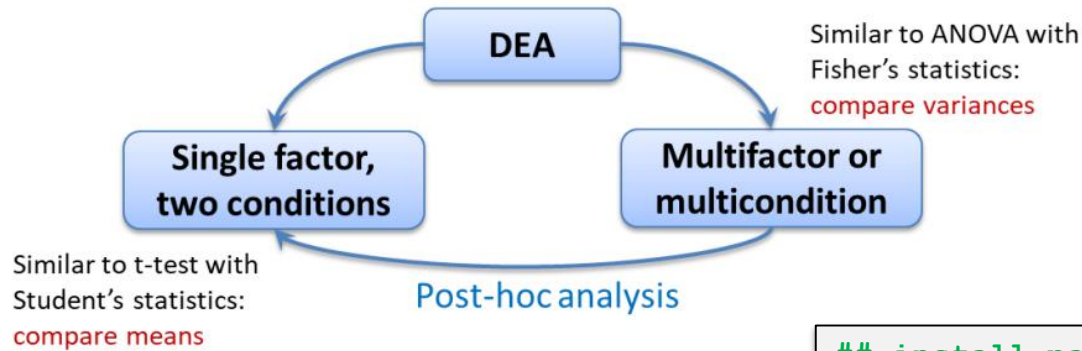 DEA
Similar to ANOVA with
Fisher's statistics:
compare variances
Single factor,
two conditions
Multifactor or
multicondition
Similar to t-test with
Student's statistics:
compare means
Post-hoc analysis
## install